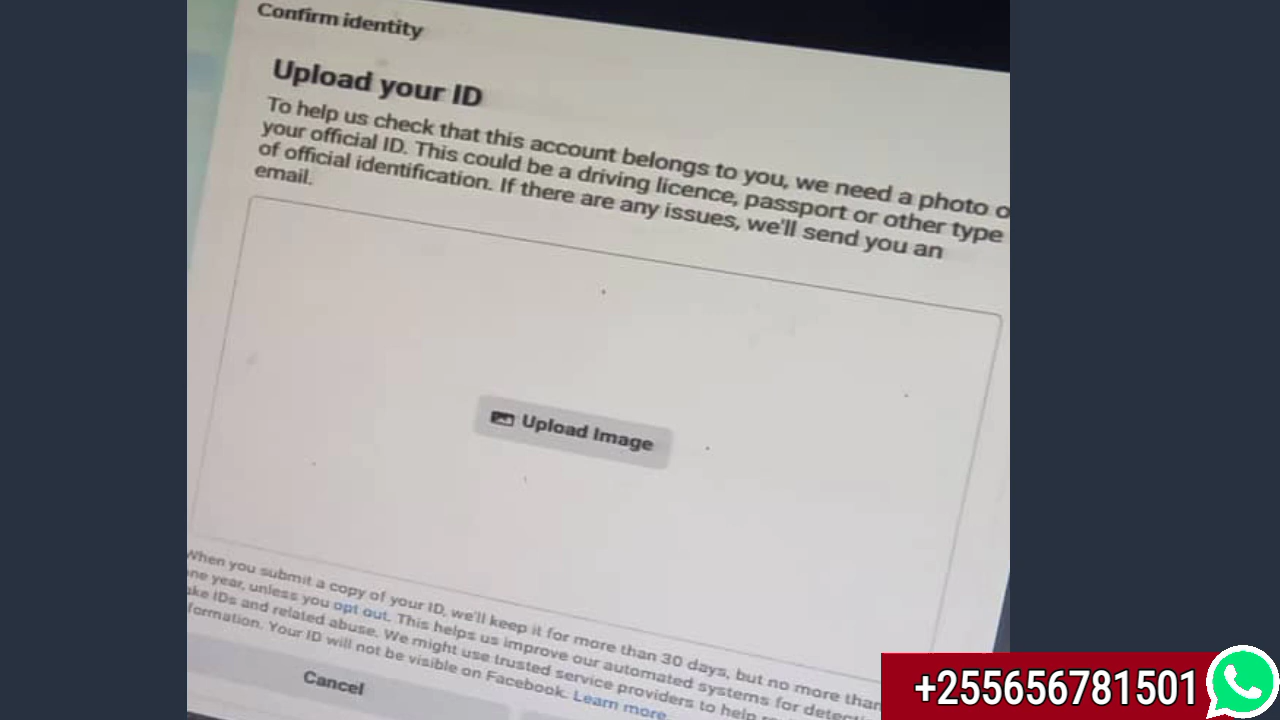 Confirm identity
Upload your ID
To help us check that this account belongs to you, we need a photo o
your official ID. This could be a driving licence, passport or other type
of official identification. If there are any issues, we'll send you an
email.
Upload Image
When you submit a copy of your ID, we'll keep it for more than 30 days, but no more than
ne year, unless you opt out. This helps us improve our automated systems for detecti
ake IDs and related abuse. We might use trusted service providers to help re
formation. Your ID will not be visible on Facebook. Learn more
Cancel
+255656781501